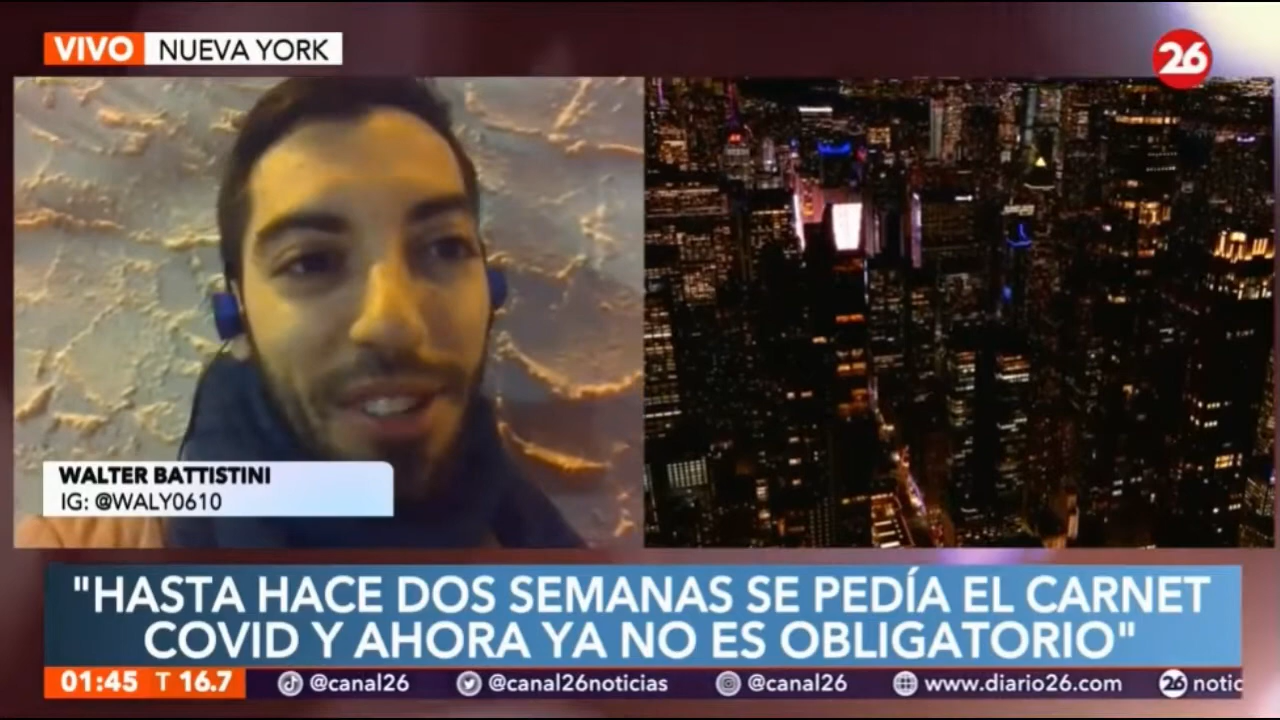 VIVO NUEVA YORK
26
WALTER BATTISTINI
IG: @WALY0610
"HASTA HACE DOS SEMANAS SE PEDÍA EL CARNET
COVID Y AHORA YA NO ES OBLIGATORIO"
01:45 T 16.7 @canal26 @canal26noticias @canal26 www.diario26.com 26 notic